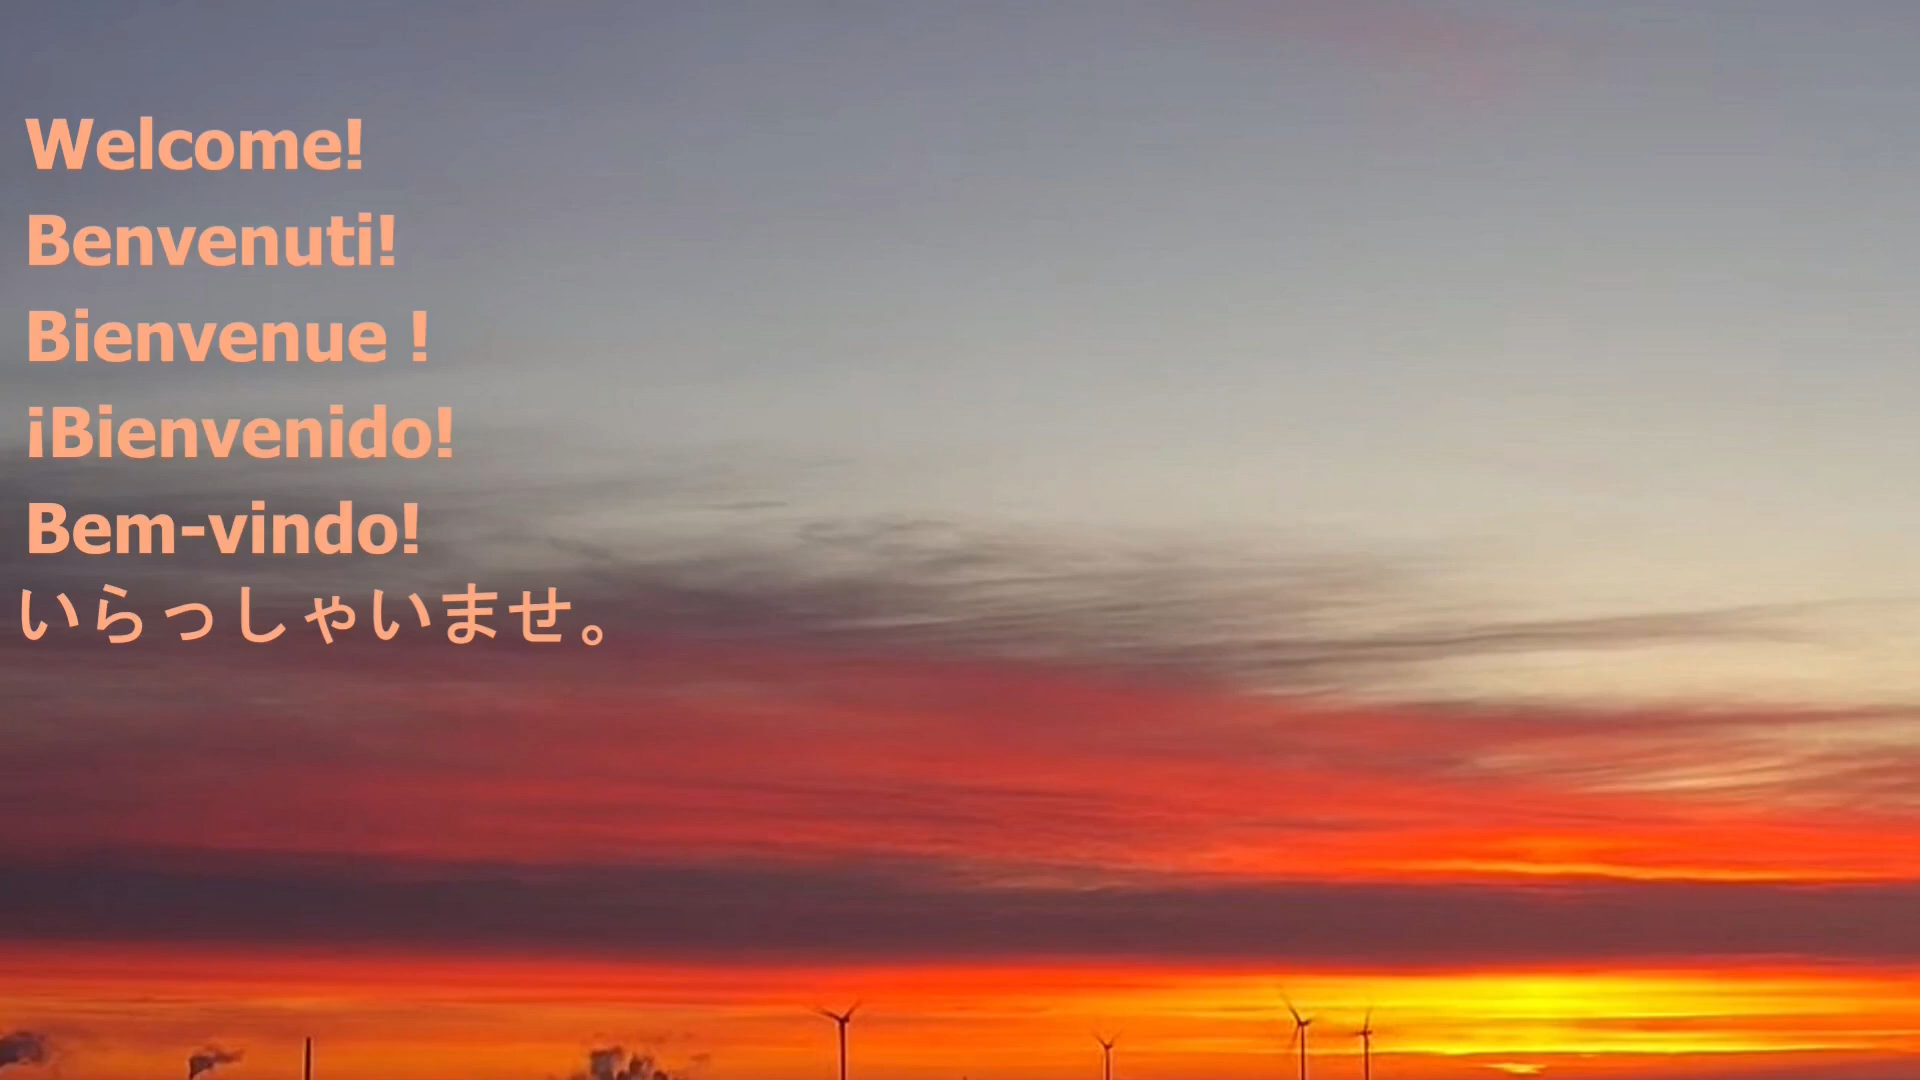 Welcome!
Benvenuti!
Bienvenue !
¡Bienvenido!
Bem-vindo!
いらっしゃいませ。